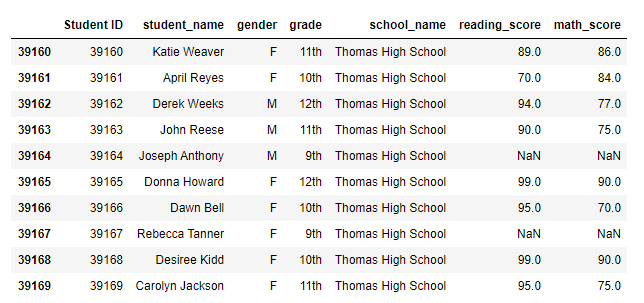 Student ID student_name gender grade school_name reading_score math_score
39160 39160 Katie Weaver F 11th Thomas High School 89.0 86.0
39161 39161 April Reyes F 10th Thomas High School 70.0 84.0
39162 39162 Derek Weeks M 12th Thomas High School 94.0 77.0
39163 39163 John Reese M 11th Thomas High School 90.0 75.0
39164 39164 Joseph Anthony M 9th Thomas High School NaN NaN
39165 39165 Donna Howard F 12th Thomas High School 99.0 90.0
39166 39166 Dawn Bell F 10th Thomas High School 95.0 70.0
39167 39167 Rebecca Tanner F 9th Thomas High School NaN NaN
39168 39168 Desiree Kidd F 10th Thomas High School 99.0 90.0
39169 39169 Carolyn Jackson F 11th Thomas High School 95.0 75.0